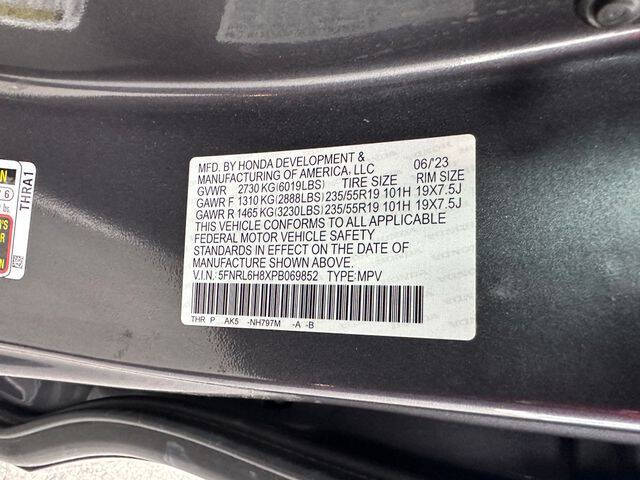 MFD. BY HONDA DEVELOPMENT &
MANUFACTURING OF AMERICA, LLC 06/'23
GVWR 2730 KG (6019LBS) TIRE SIZE RIM SIZE
GAWR F 1310 KG (2888LBS) 235/55R19 101H 19X7.5J
GAWR R 1465 KG (3230LBS) 235/55R19 101H 19X7.5J
THIS VEHICLE CONFORMS TO ALL APPLICABLE
FEDERAL MOTOR VEHICLE SAFETY
STANDARDS IN EFFECT ON THE DATE OF
MANUFACTURE SHOWN ABOVE.
V.I.N. 5FNRL6H8XPB069852 TYPE:MPV
THR P AK5 -NH797M -A -B
THRA1